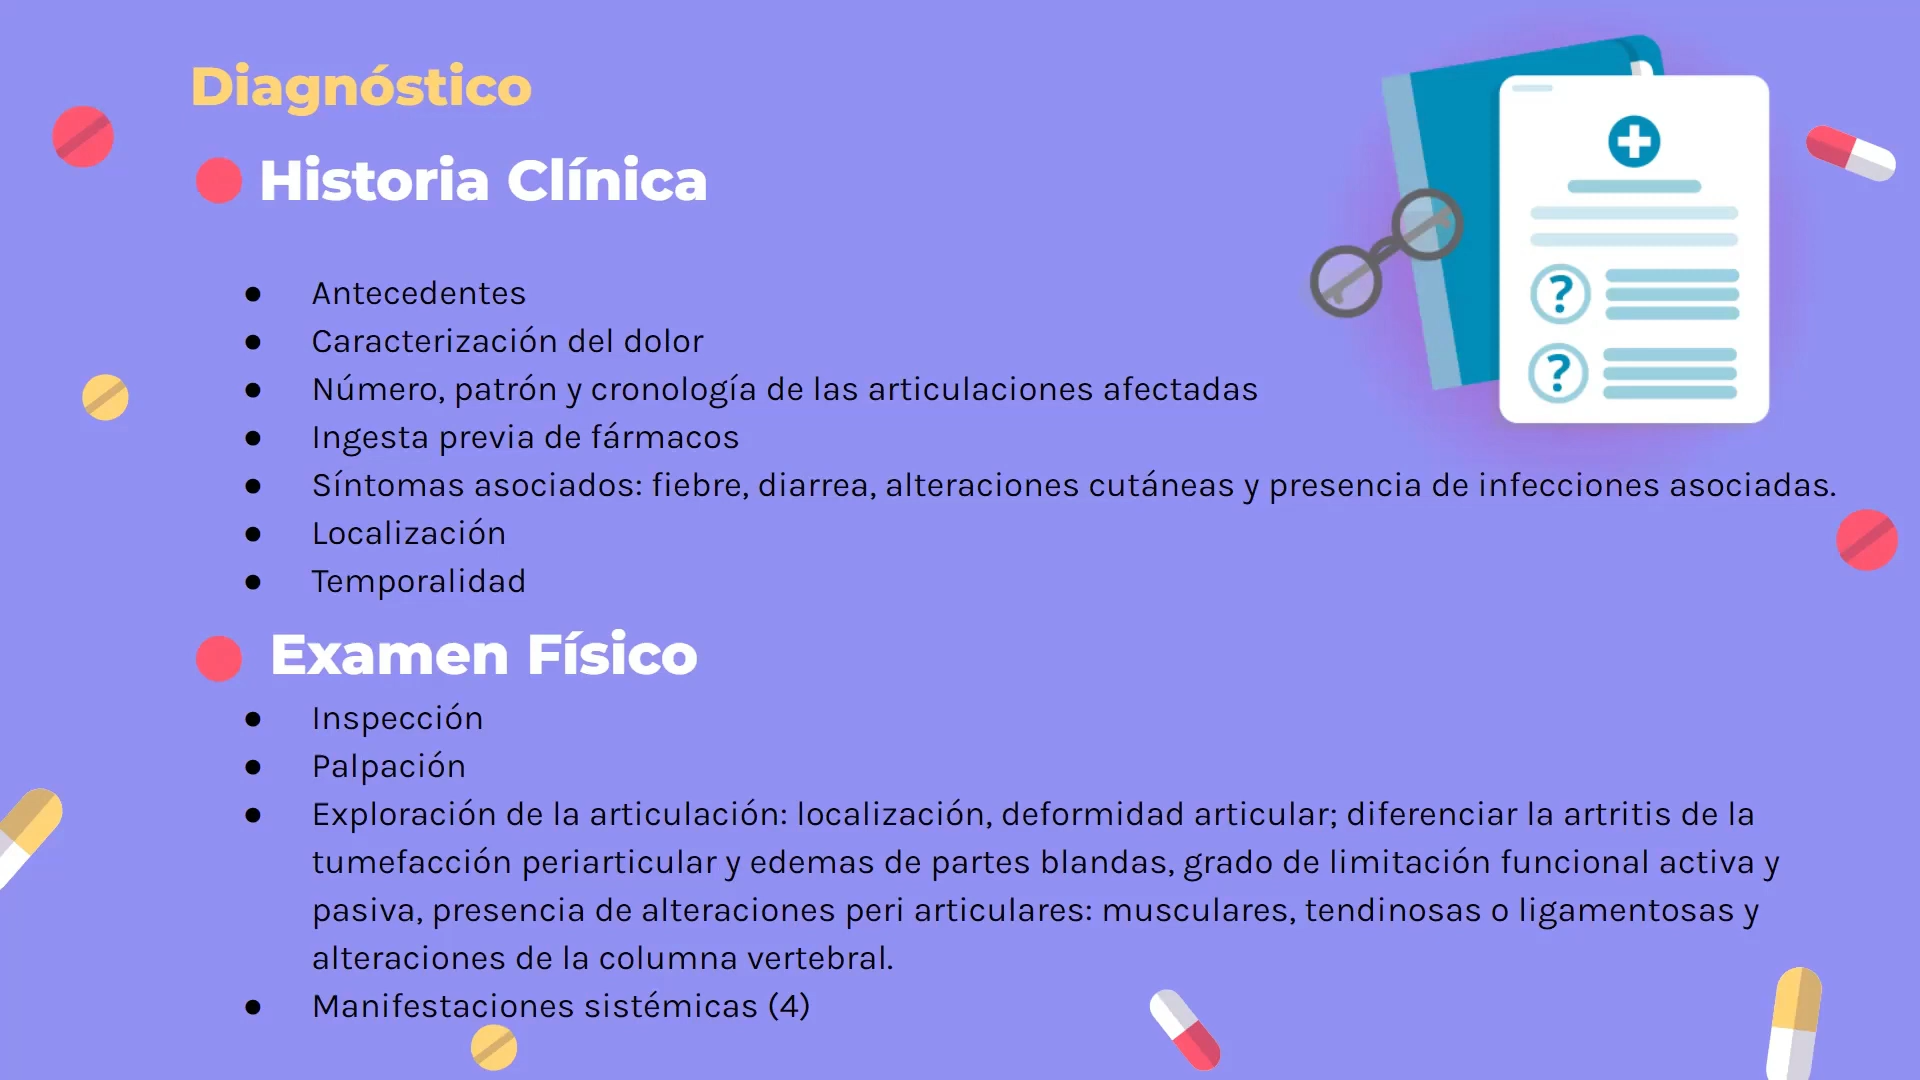 Diagnóstico
Historia Clínica
● Antecedentes
● Caracterización del dolor
● Número, patrón y cronología de las articulaciones afectadas
● Ingesta previa de fármacos
● Síntomas asociados: fiebre, diarrea, alteraciones cutáneas y presencia de infecciones asociadas.
● Localización
● Temporalidad
Examen Físico
● Inspección
● Palpación
● Exploración de la articulación: localización, deformidad articular; diferenciar la artritis de la
tumefacción periarticular y edemas de partes blandas, grado de limitación funcional activa y
pasiva, presencia de alteraciones peri articulares: musculares, tendinosas o ligamentosas y
alteraciones de la columna vertebral.
● Manifestaciones sistémicas (4)
?
?